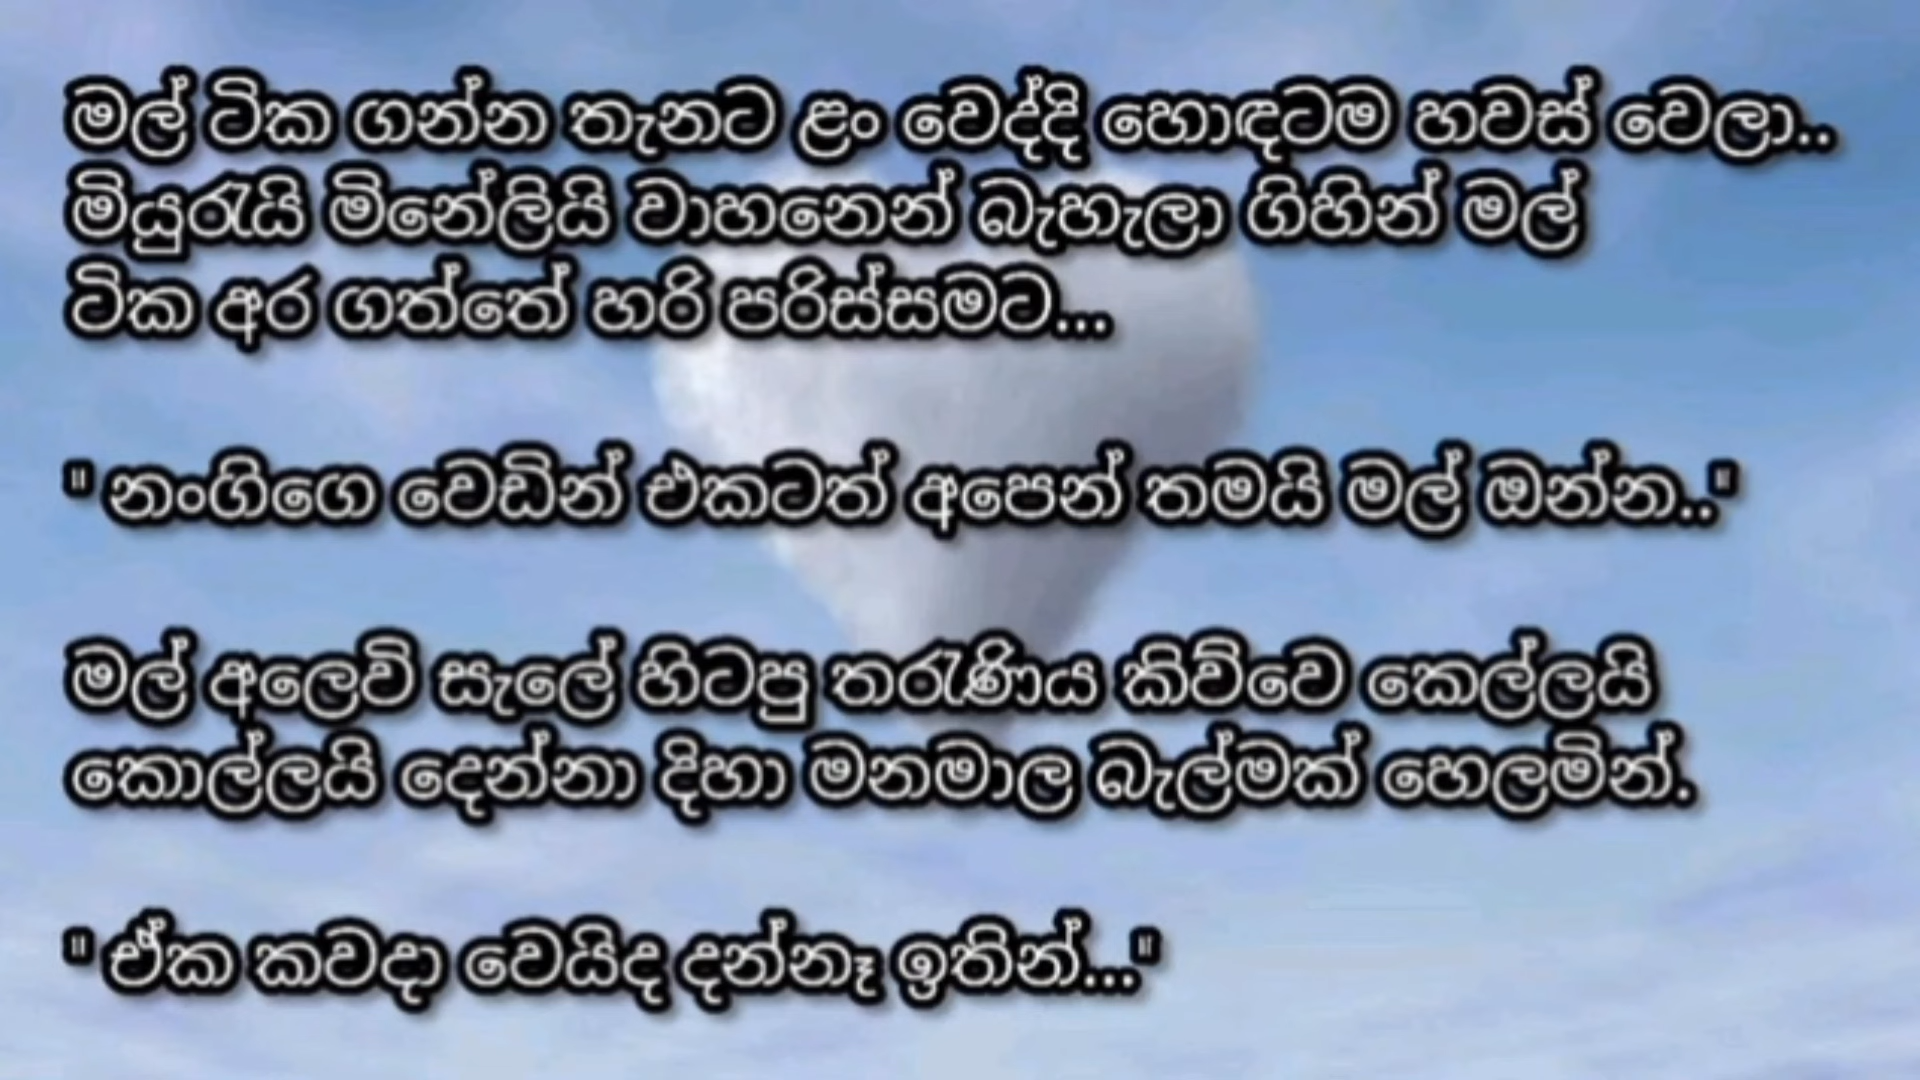 මල් ටික ගන්න තැනට ළං වෙද්දි හොඳටම හවස් වෙලා..
මියුරැයි මිනේලියි වාහනෙන් බැහැලා ගිහින් මල්
ටික අර ගත්තේ හරි පරිස්සමට...
" නංගිගෙ වෙඩින් එකටත් අපෙන් තමයි මල් ඔන්න.."
මල් අලෙවි සැලේ හිටපු තරැණිය කිව්වෙ කෙල්ලයි
කොල්ලයි දෙන්නා දිහා මනමාල බැල්මක් හෙලමින්.
" ඒක කවදා වෙයිද දන්නෑ ඉතින්..."